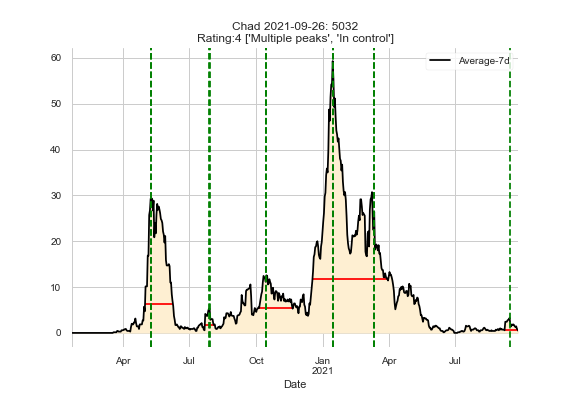 Chad 2021-09-26: 5032
Rating:4 ['Multiple peaks', 'In control']
Average-7d
60
50
40
30
20
10
0
Apr Jul Oct Jan Apr Jul
2021
Date